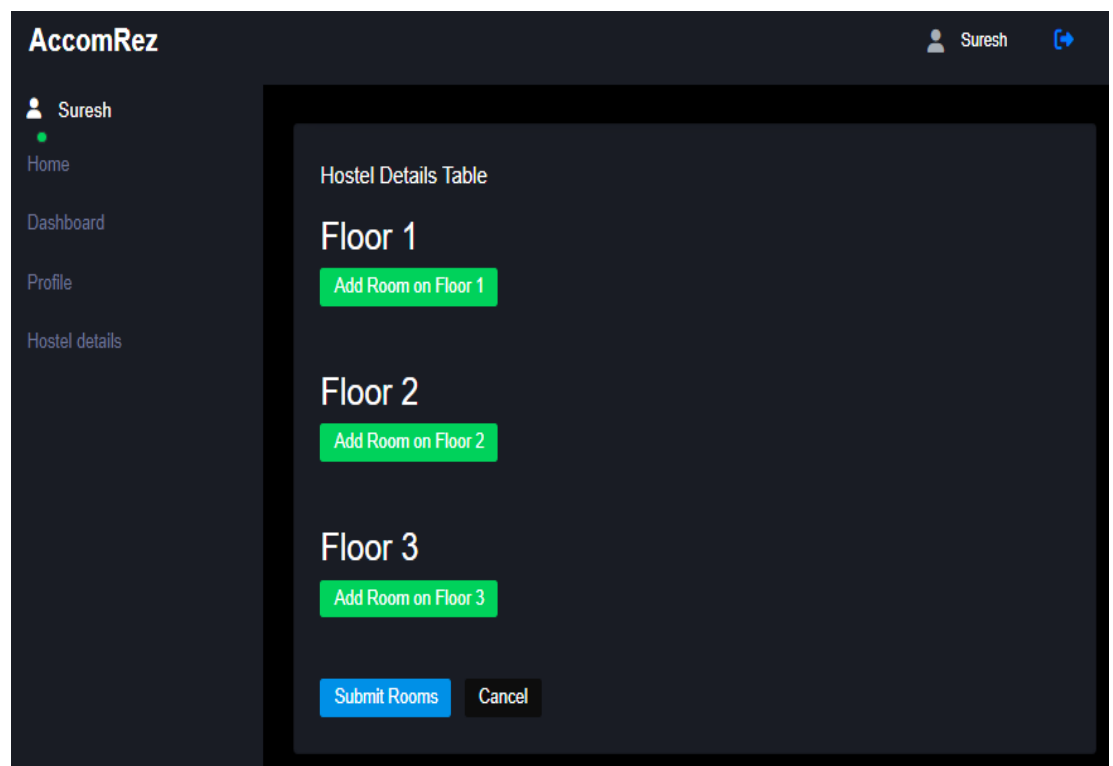 AccomRez
Suresh
Suresh
Home
Dashboard
Profile
Hostel details
Hostel Details Table
Floor 1
Add Room on Floor 1
Floor 2
Add Room on Floor 2
Floor 3
Add Room on Floor 3
Submit Rooms Cancel